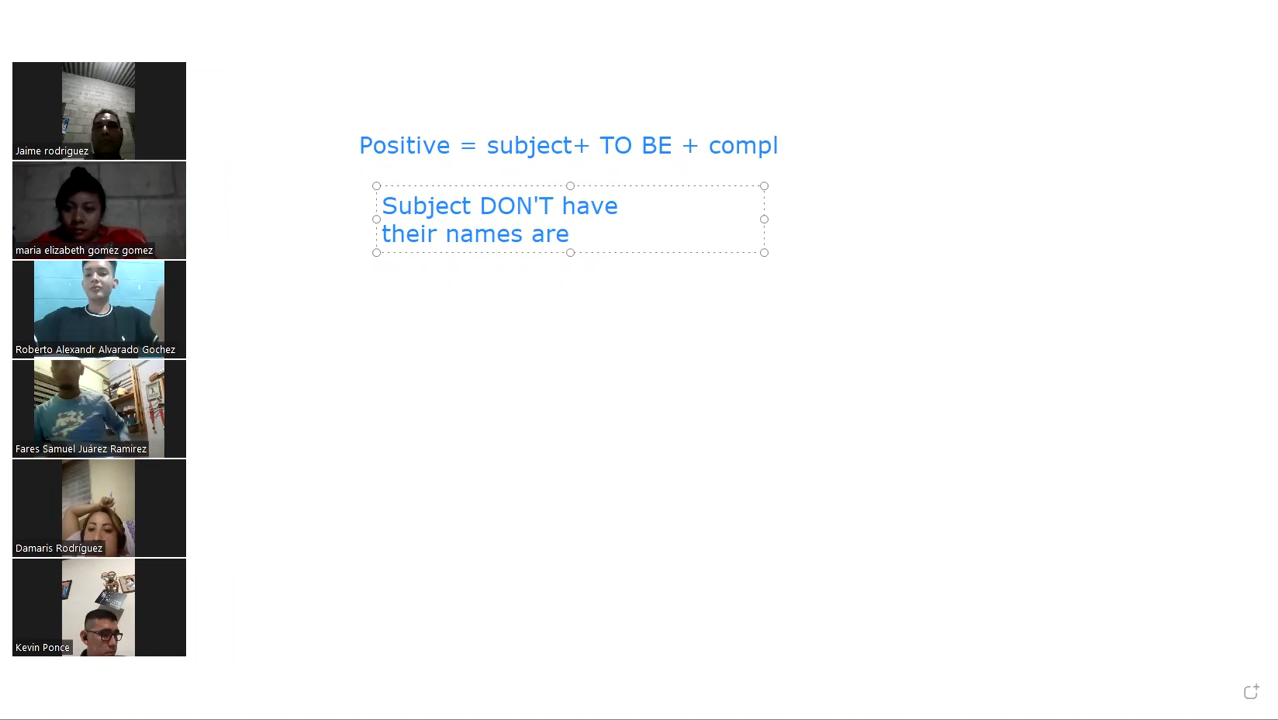 Jaime rodriguez
maria elizabeth gomez gomez
Roberto Alexandr Alvarado Gochez
Fares Samuel Juárez Ramirez
Damaris Rodríguez
Kevin Ponce
Positive = subject+ TO BE + compl
Subject DON'T have
their names are